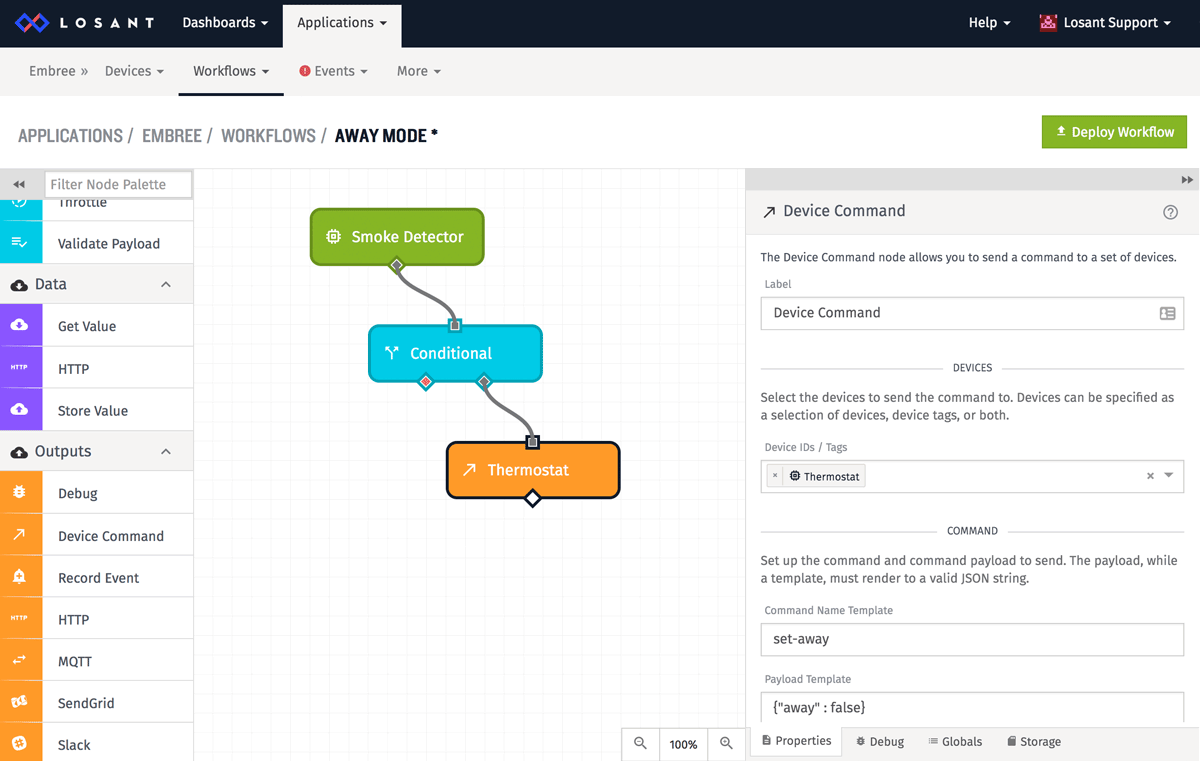 LOSANT Dashboards Applications Help Losant Support
Embree » Devices Workflows Events More
APPLICATIONS / EMBREE / WORKFLOWS / AWAY MODE *
Deploy Workflow
Filter Node Palette
Throttle
Validate Payload
Data
Get Value
HTTP HTTP
Store Value
Outputs
Debug
Device Command
Record Event
HTTP HTTP
MQTT
SendGrid
Slack
Smoke Detector
Conditional
Thermostat
100%
Device Command
The Device Command node allows you to send a command to a set of devices.
Label
Device Command
DEVICES
Select the devices to send the command to. Devices can be specified as
a selection of devices, device tags, or both.
Device IDs / Tags
× Thermostat ×
COMMAND
Set up the command and command payload to send. The payload, while
a template, must render to a valid JSON string.
Command Name Template
set-away
Payload Template
{"away" : false}
Properties Debug Globals Storage